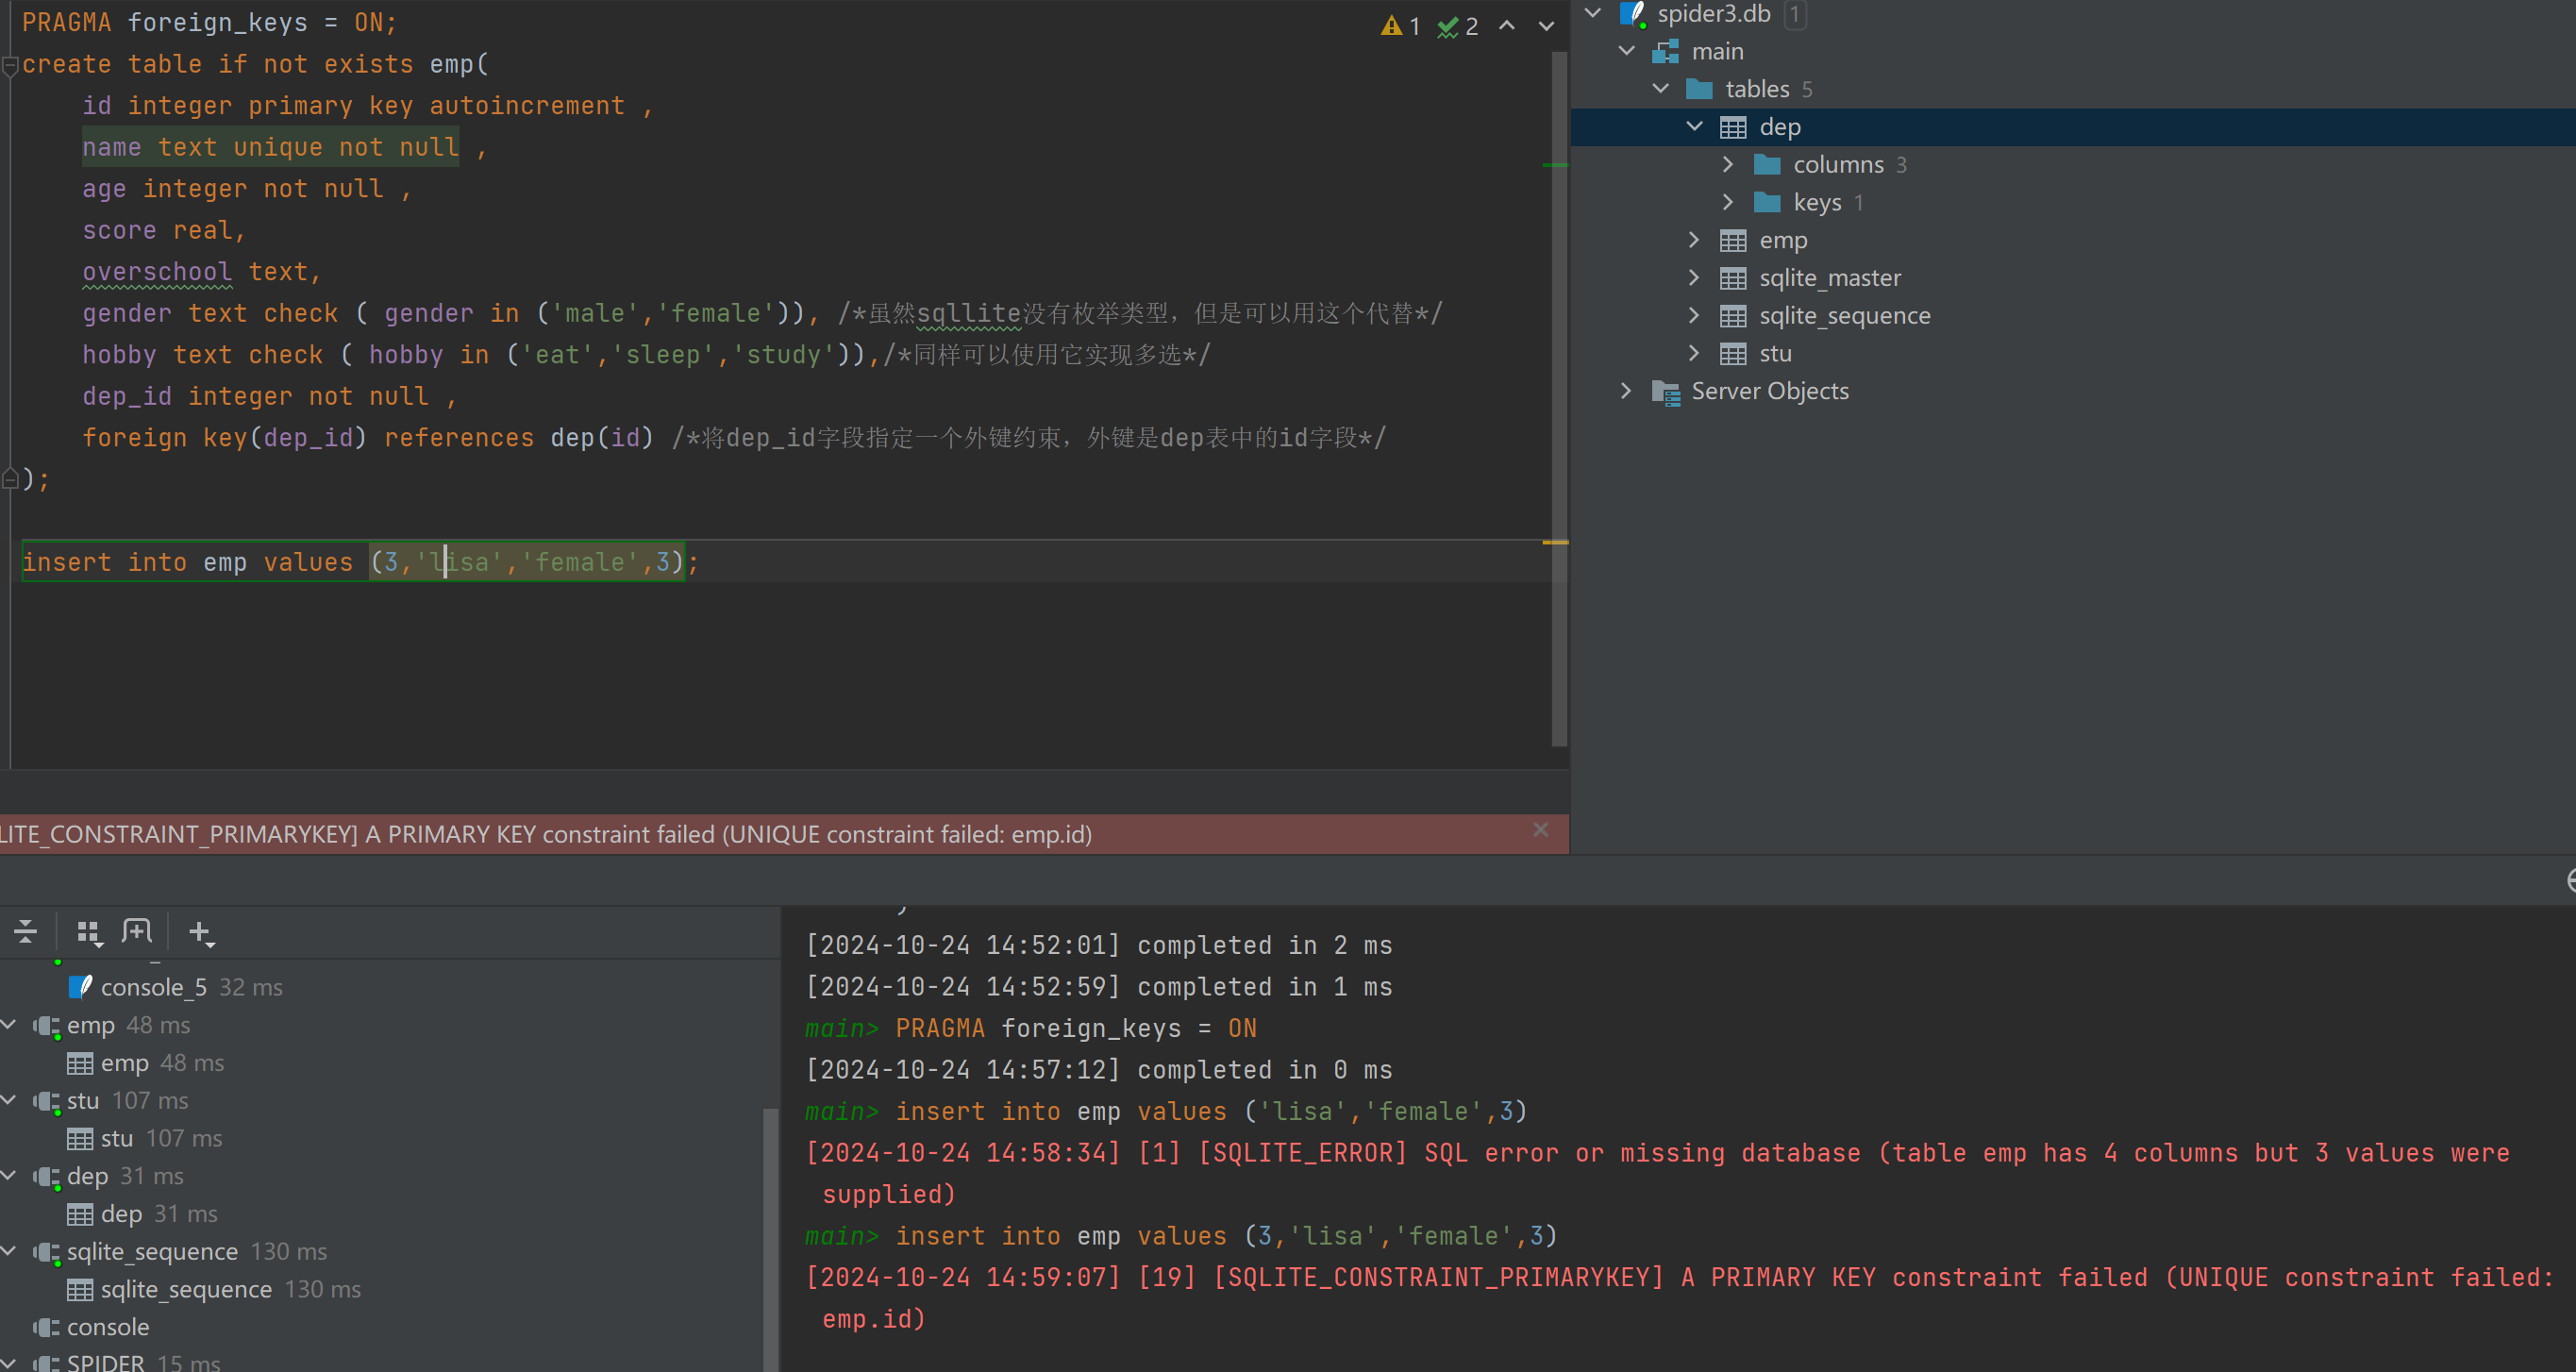 PRAGMA foreign_keys = ON;
create table if not exists emp(
id integer primary key autoincrement ,
name text unique not null ,
age integer not null ,
score real,
overschool text,
gender text check ( gender in ('male','female')), /*虽然sqllite没有枚举类型，但是可以用这个代替*/
hobby text check ( hobby in ('eat','sleep','study')),/*同样可以使用它实现多选*/
dep_id integer not null ,
foreign key(dep_id) references dep(id) /*将dep_id字段指定一个外键约束，外键是dep表中的id字段*/
);
insert into emp values (3,'lisa','female',3);
1 2
LITE_CONSTRAINT_PRIMARYKEY] A PRIMARY KEY constraint failed (UNIQUE constraint failed: emp.id)
spider3.db 1
main
tables 5
dep
columns 3
keys 1
emp
sqlite_master
sqlite_sequence
stu
Server Objects
console_5 32 ms
emp 48 ms
emp 48 ms
stu 107 ms
stu 107 ms
dep 31 ms
dep 31 ms
sqlite_sequence 130 ms
sqlite_sequence 130 ms
console
SPIDER 15 ms
[2024-10-24 14:52:01] completed in 2 ms
[2024-10-24 14:52:59] completed in 1 ms
main> PRAGMA foreign_keys = ON
[2024-10-24 14:57:12] completed in 0 ms
main> insert into emp values ('lisa','female',3)
[2024-10-24 14:58:34] [1] [SQLITE_ERROR] SQL error or missing database (table emp has 4 columns but 3 values were
supplied)
main> insert into emp values (3,'lisa','female',3)
[2024-10-24 14:59:07] [19] [SQLITE_CONSTRAINT_PRIMARYKEY] A PRIMARY KEY constraint failed (UNIQUE constraint failed:
emp.id)